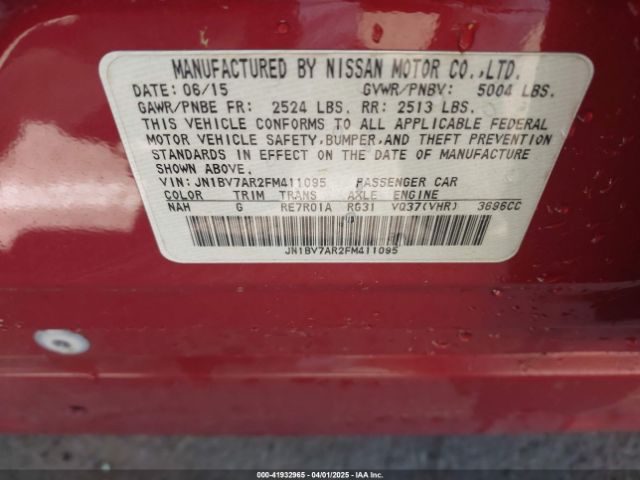 MANUFACTURED BY NISSAN MOTOR CO.,LTD.
DATE: 06/15 GVWR/PNBV: 5004 LBS.
GAWR/PNBE FR: 2524 LBS. RR: 2513 LBS.
THIS VEHICLE CONFORMS TO ALL APPLICABLE FEDERAL
MOTOR VEHICLE SAFETY, BUMPER, AND THEFT PREVENTION
STANDARDS IN EFFECT ON THE DATE OF MANUFACTURE
SHOWN ABOVE.
VIN: JN1BV7AR2FM411095 PASSENGER CAR
COLOR TRIM TRANS AXLE ENGINE
NAH G RE7R01A RG31 VQ37(VHR) 3696CC
JN1BV7AR2FM411095
000-41932965 04/01/2025 IAAI.COM